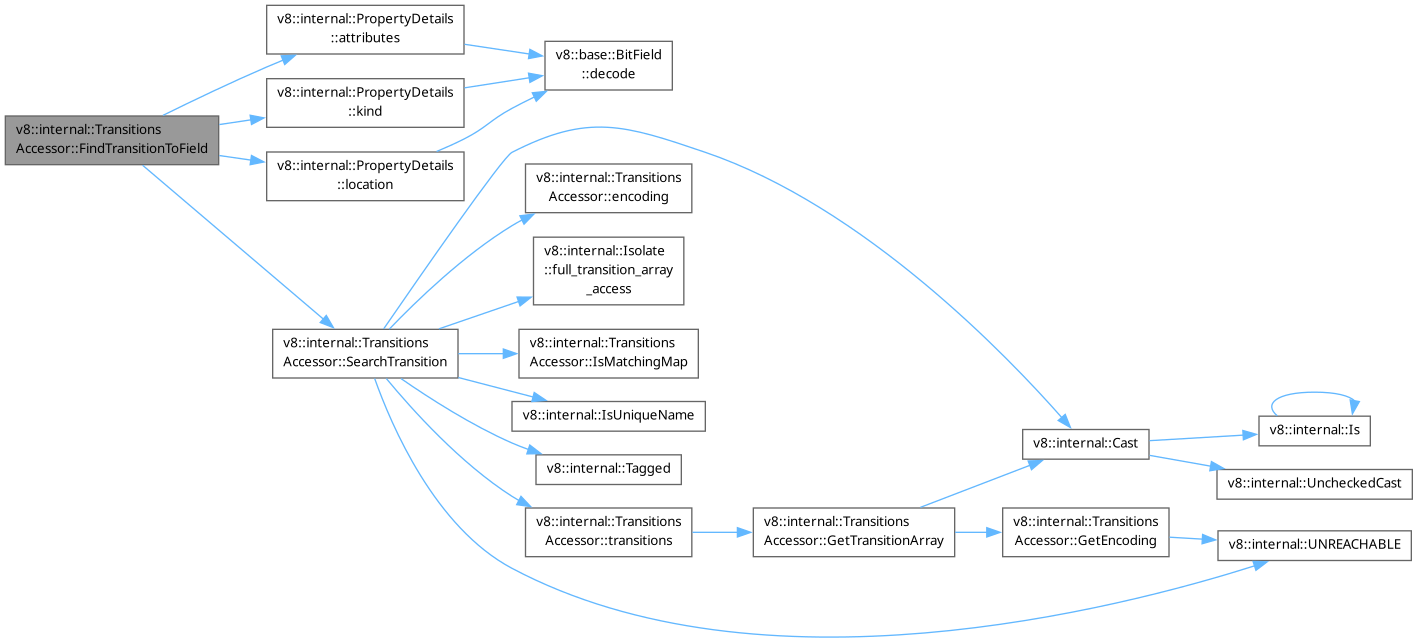 v8::internal::Transitions
Accessor::FindTransitionToField
v8::internal::PropertyDetails
::attributes
v8::internal::PropertyDetails
::kind
v8::internal::PropertyDetails
::location
v8::base::BitField
::decode
v8::internal::Transitions
Accessor::SearchTransition
v8::internal::Transitions
Accessor::encoding
v8::internal::Isolate
::full_transition_array
_access
v8::internal::Transitions
Accessor::IsMatchingMap
v8::internal::IsUniqueName
v8::internal::Tagged
v8::internal::Transitions
Accessor::transitions
v8::internal::Transitions
Accessor::GetTransitionArray
v8::internal::Cast
v8::internal::Transitions
Accessor::GetEncoding
v8::internal::Is
v8::internal::UncheckedCast
v8::internal::UNREACHABLE